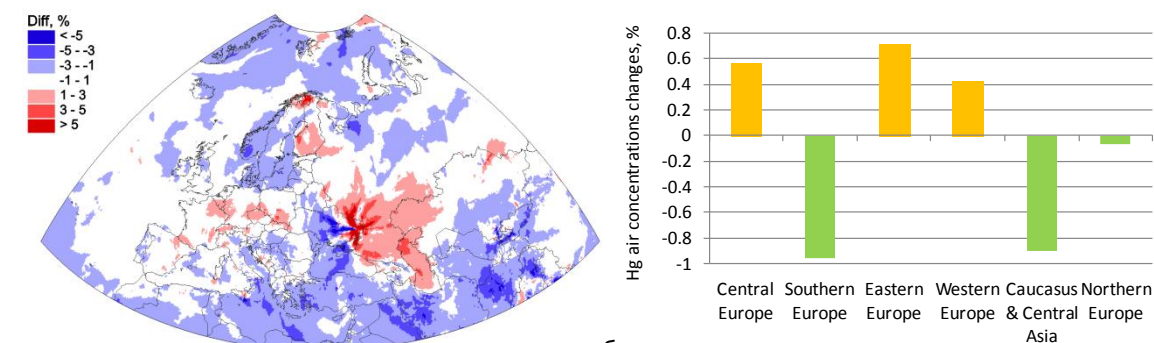 Diff, %
< -5
-5 - -3
-3 - -1
-1 - 1
1 - 3
3 - 5
> 5
б
Hg air concentrations changes, %
0.8
0.6
0.4
0.2
0
-0.2
-0.4
-0.6
-0.8
-1
Central Southern Eastern Western Caucasus Northern
Europe Europe Europe Europe & Central Europe
Asia